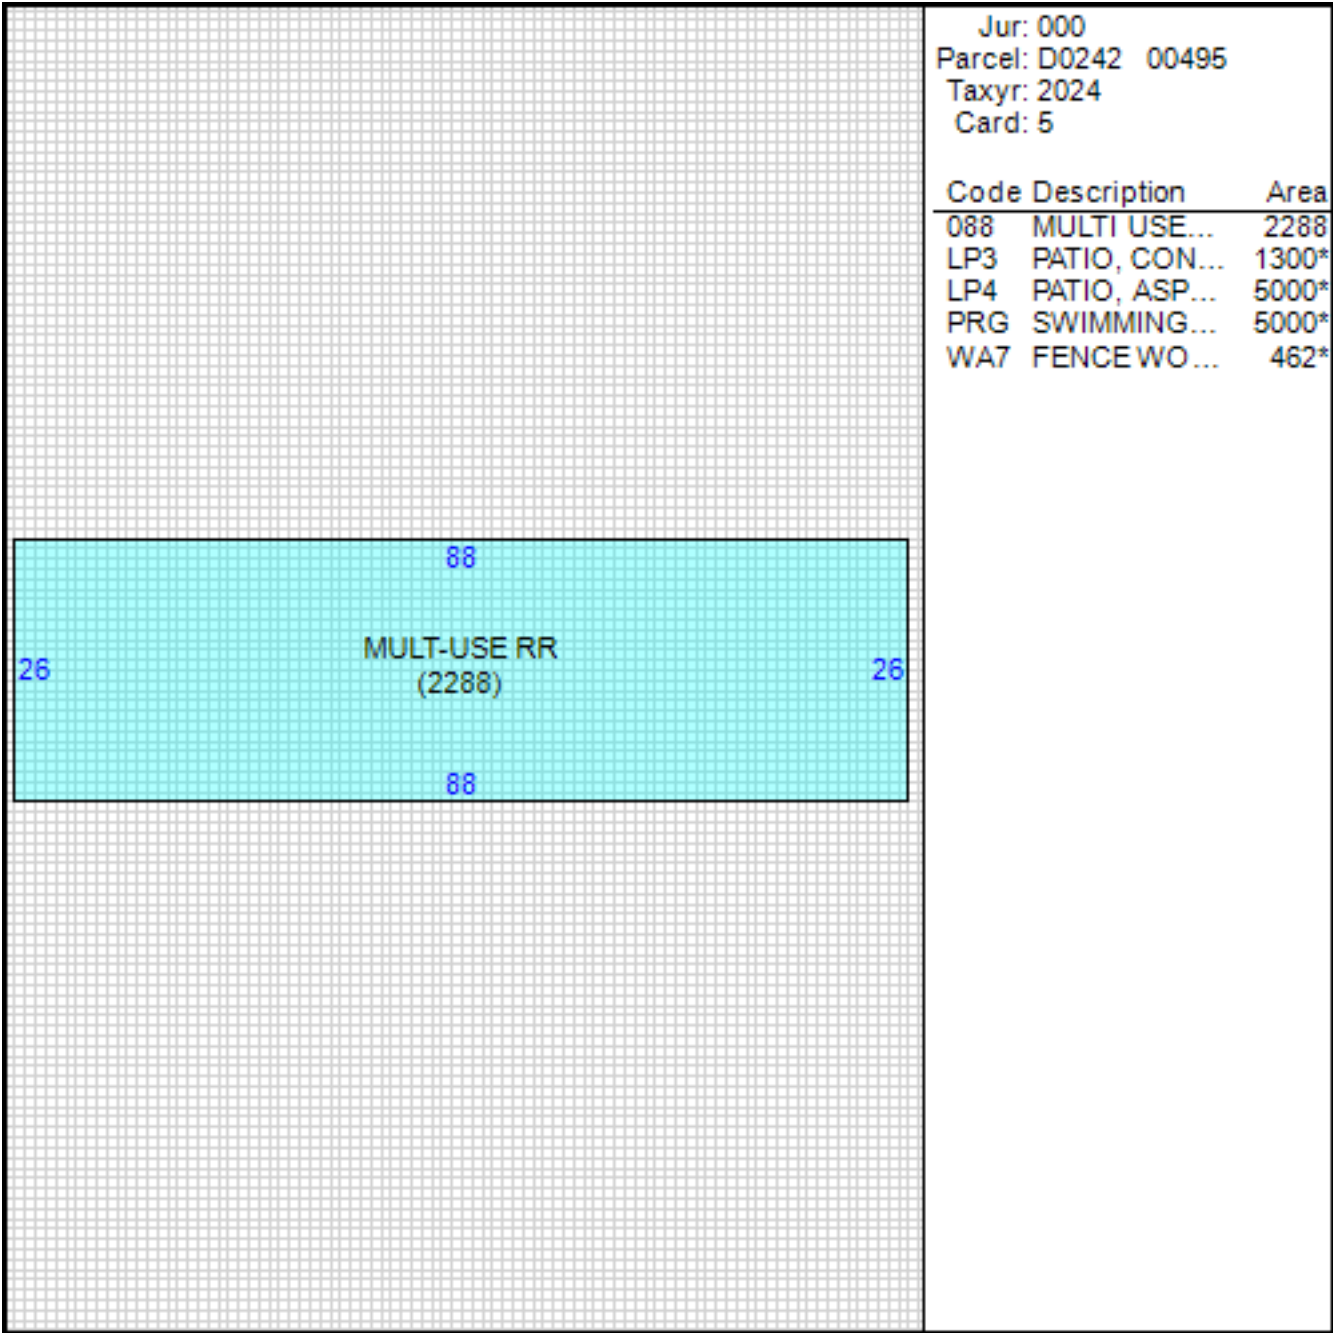 Jur: 000
Parcel: D0242 00495
Taxyr: 2024
Card: 5
Code Description Area
088 MULTI USE... 2288
LP3 PATIO, CON... 1300*
LP4 PATIO, ASP... 5000*
PRG SWIMMING... 5000*
WA7 FENCE WO... 462*
88
MULT-USE RR
26 26
(2288)
88